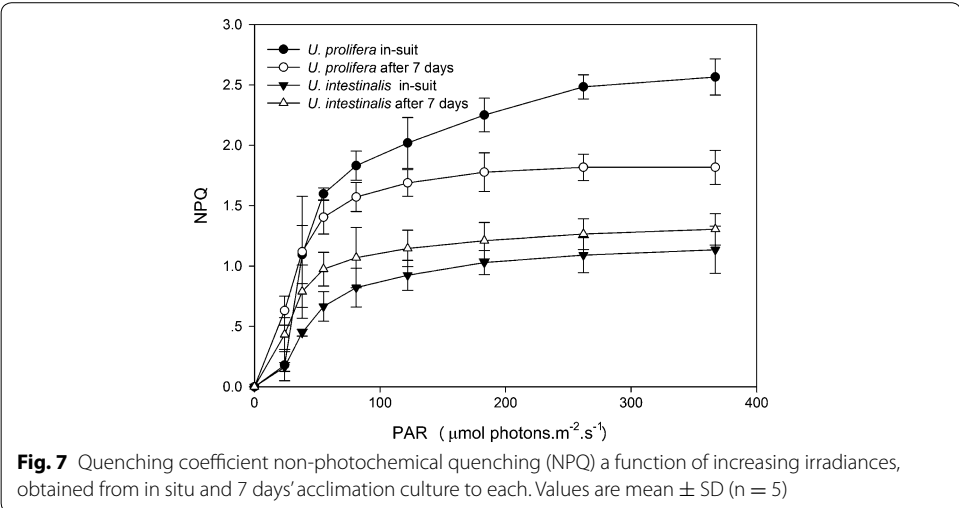 3.0
U. prolifera in-suit
U. prolifera after 7 days
U. intestinalis in-suit
U. intestinalis after 7 days
2.5
2.0
NPQ
1.5
1.0
.5
0.0
0 100 200 300 400
PAR ( μmol photons.m-2.s-1)
Fig. 7 Quenching coefficient non-photochemical quenching (NPQ) a function of increasing irradiances,
obtained from in situ and 7 days’ acclimation culture to each. Values are mean ± SD (n = 5)